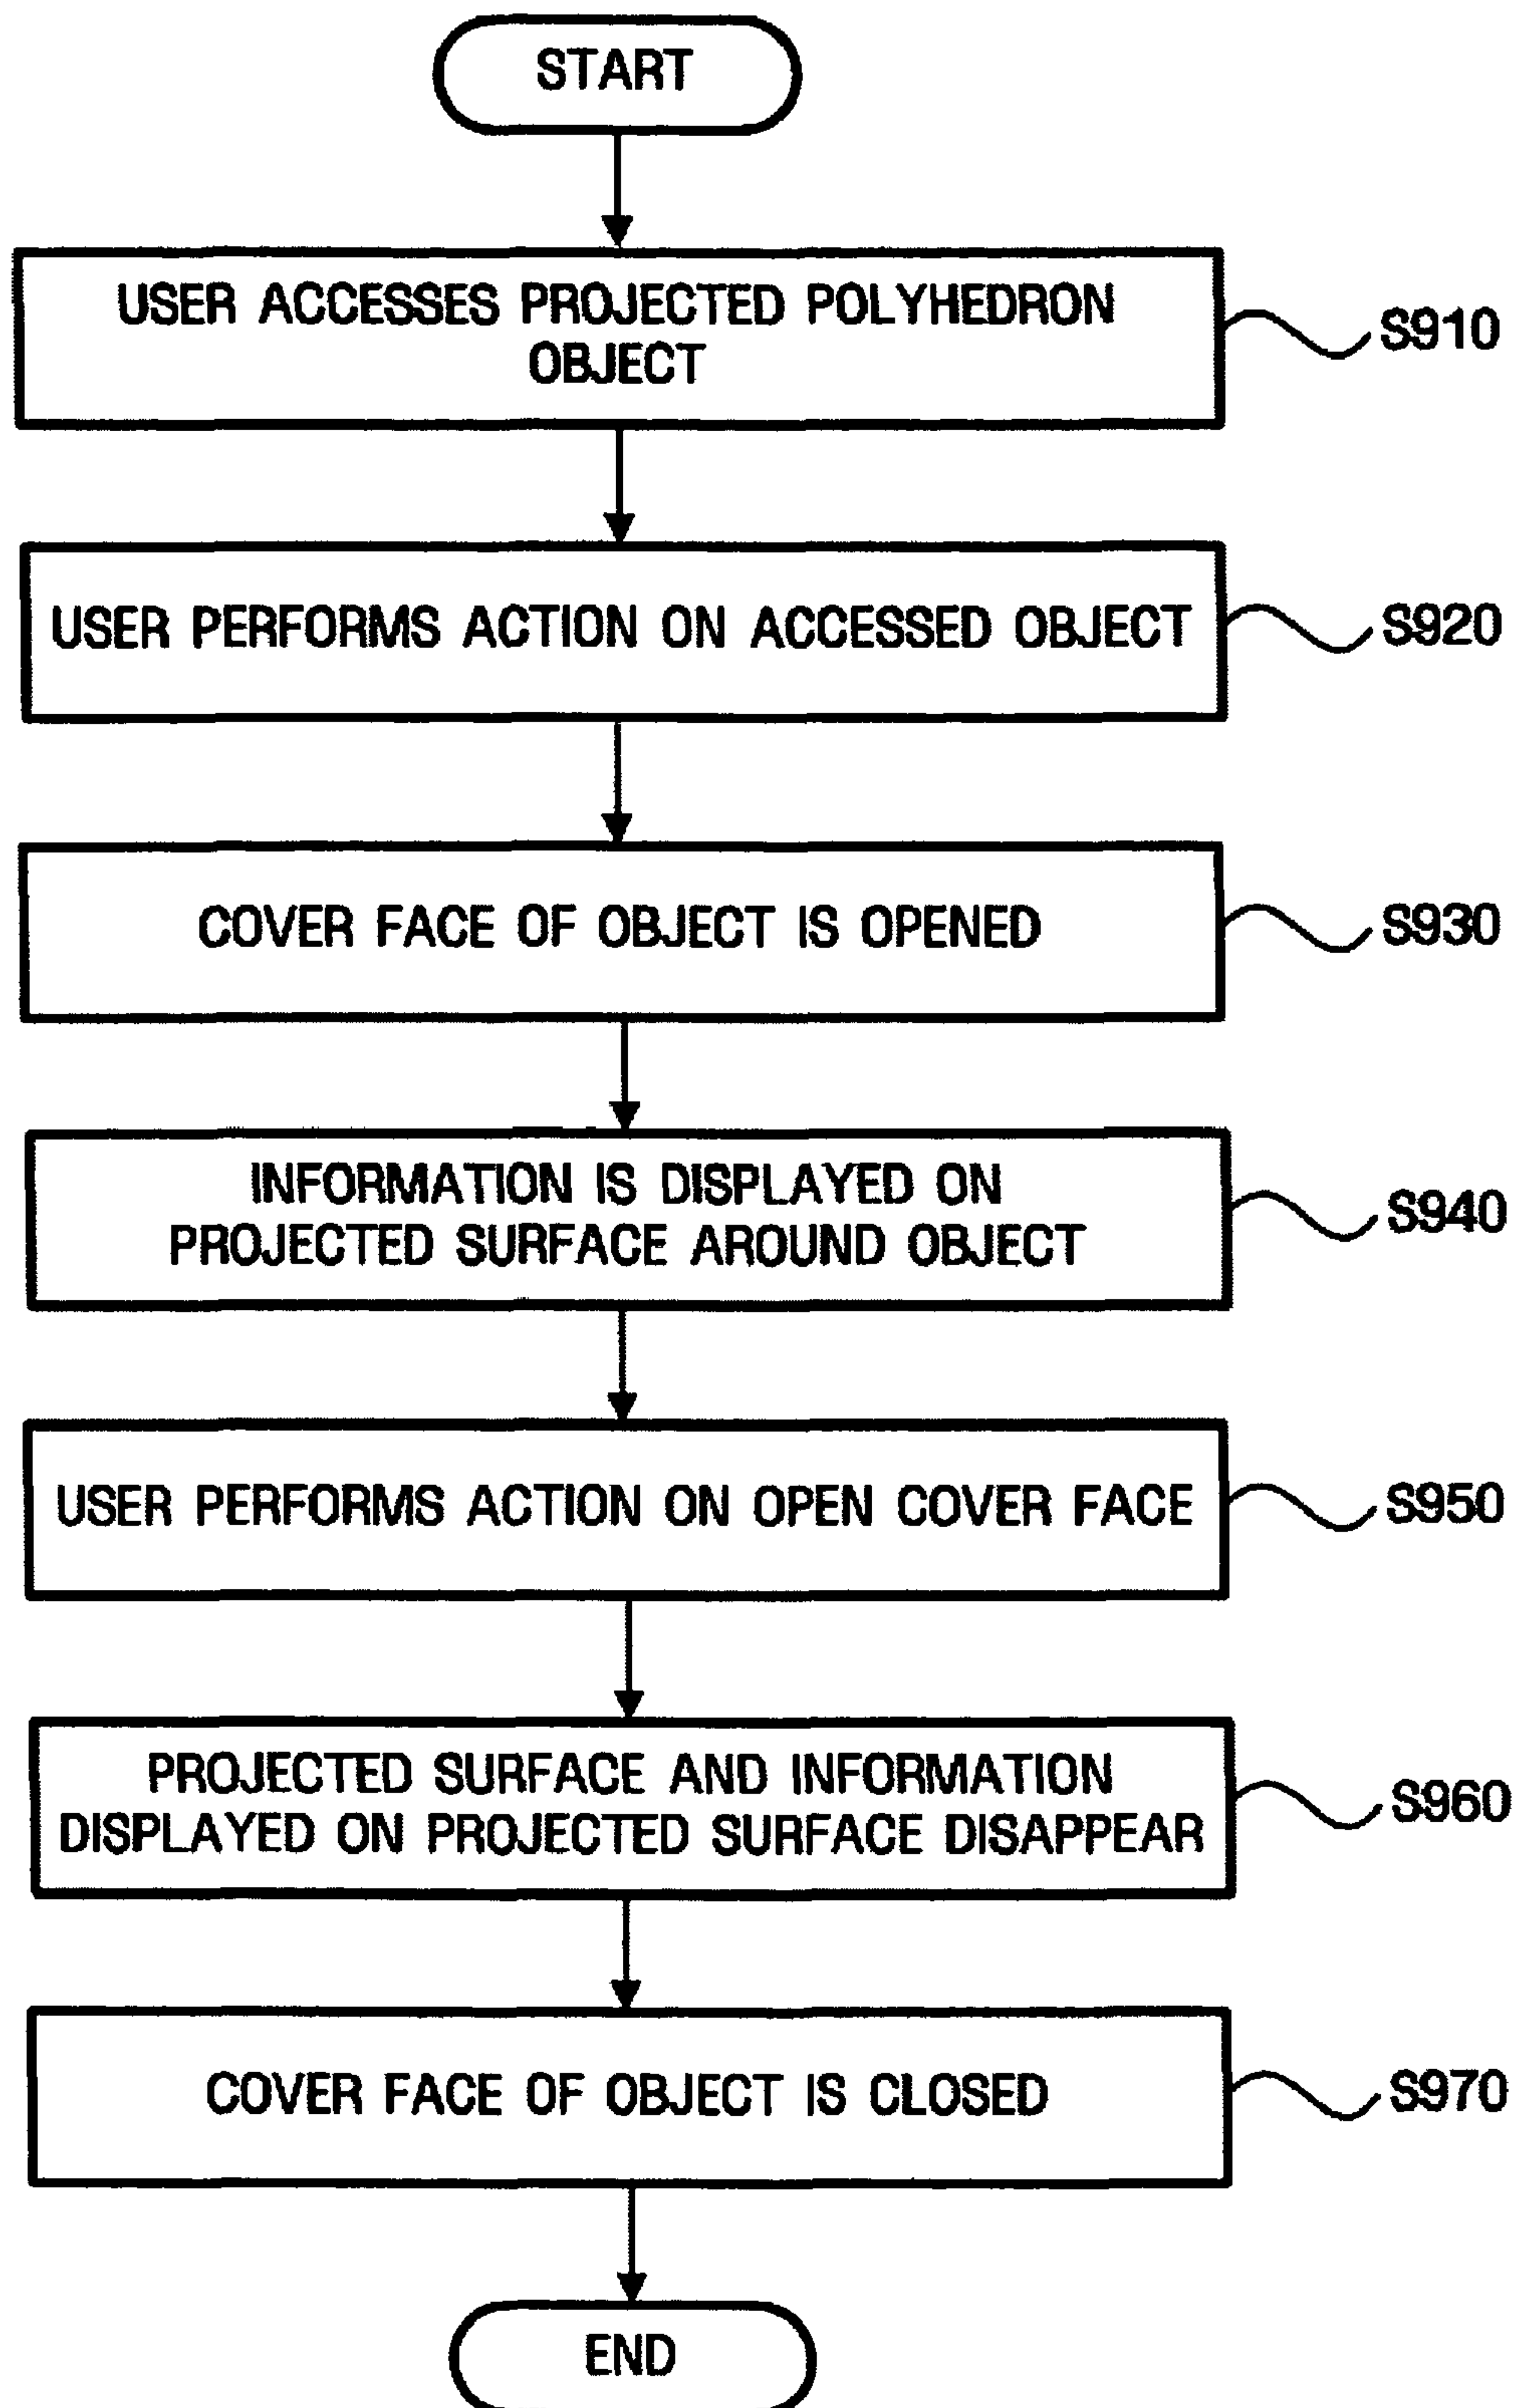 START
USER ACCESSES PROJECTED POLYHEDRON
OBJECT
S910
USER PERFORMS ACTION ON ACCESSED OBJECT
S920
COVER FACE OF OBJECT IS OPENED
S930
INFORMATION IS DISPLAYED ON
PROJECTED SURFACE AROUND OBJECT
S940
USER PERFORMS ACTION ON OPEN COVER FACE
S950
PROJECTED SURFACE AND INFORMATION
DISPLAYED ON PROJECTED SURFACE DISAPPEAR
S960
COVER FACE OF OBJECT IS CLOSED
S970
END